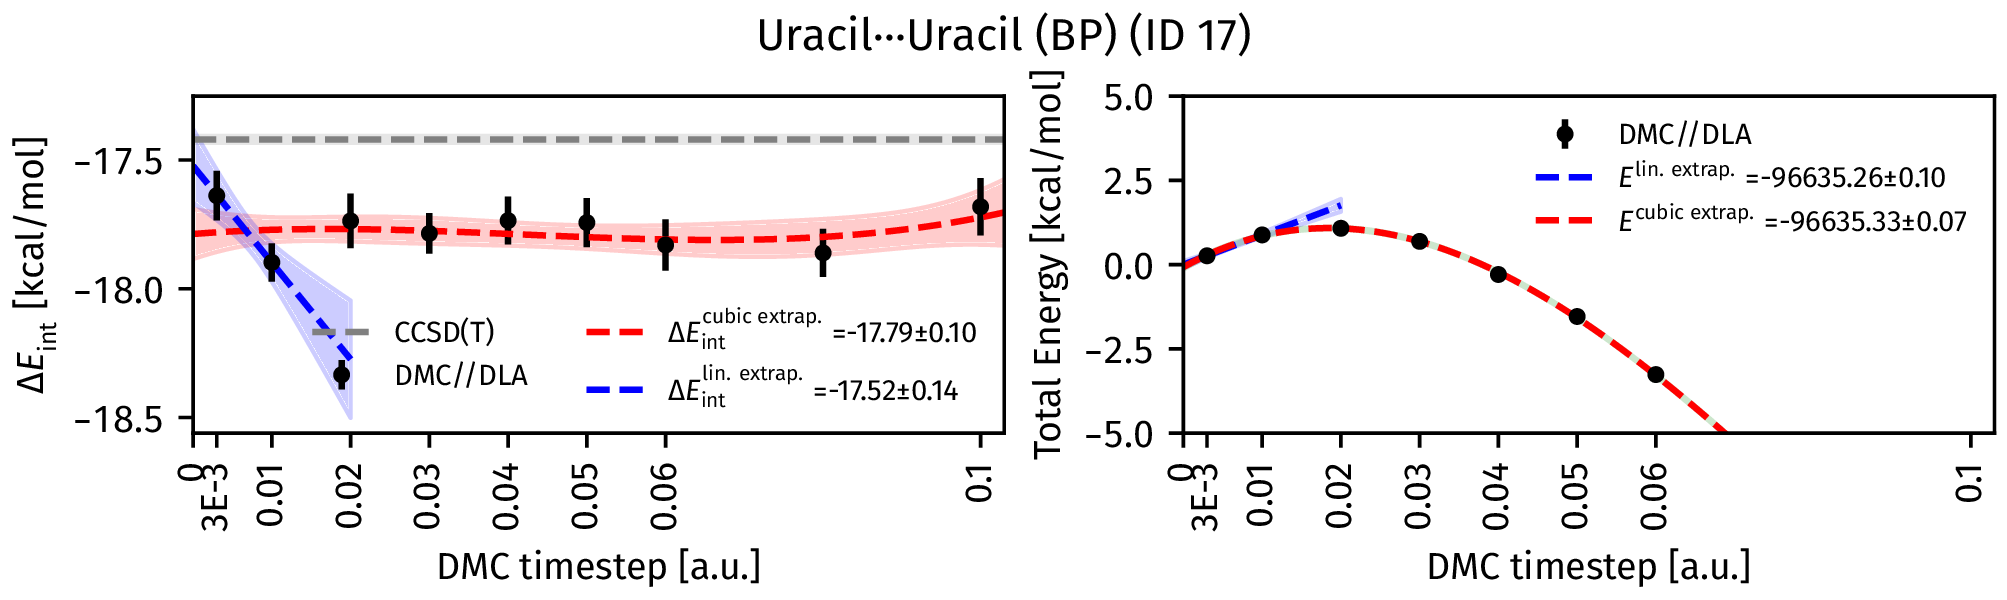 Uracil···Uracil (BP) (ID 17)
ΔE_int [kcal/mol]
−17.5
−18.0
−18.5
CCSD(T)
DMC//DLA
ΔE_int^cubic extrap. =-17.79±0.10
ΔE_int^lin. extrap. =-17.52±0.14
0
3E-3
0.01
0.02
0.03
0.04
0.05
0.06
0.1
DMC timestep [a.u.]
Total Energy [kcal/mol]
5.0
2.5
0.0
−2.5
−5.0
DMC//DLA
E^lin. extrap. =-96635.26±0.10
E^cubic extrap. =-96635.33±0.07
0
3E-3
0.01
0.02
0.03
0.04
0.05
0.06
0.1
DMC timestep [a.u.]